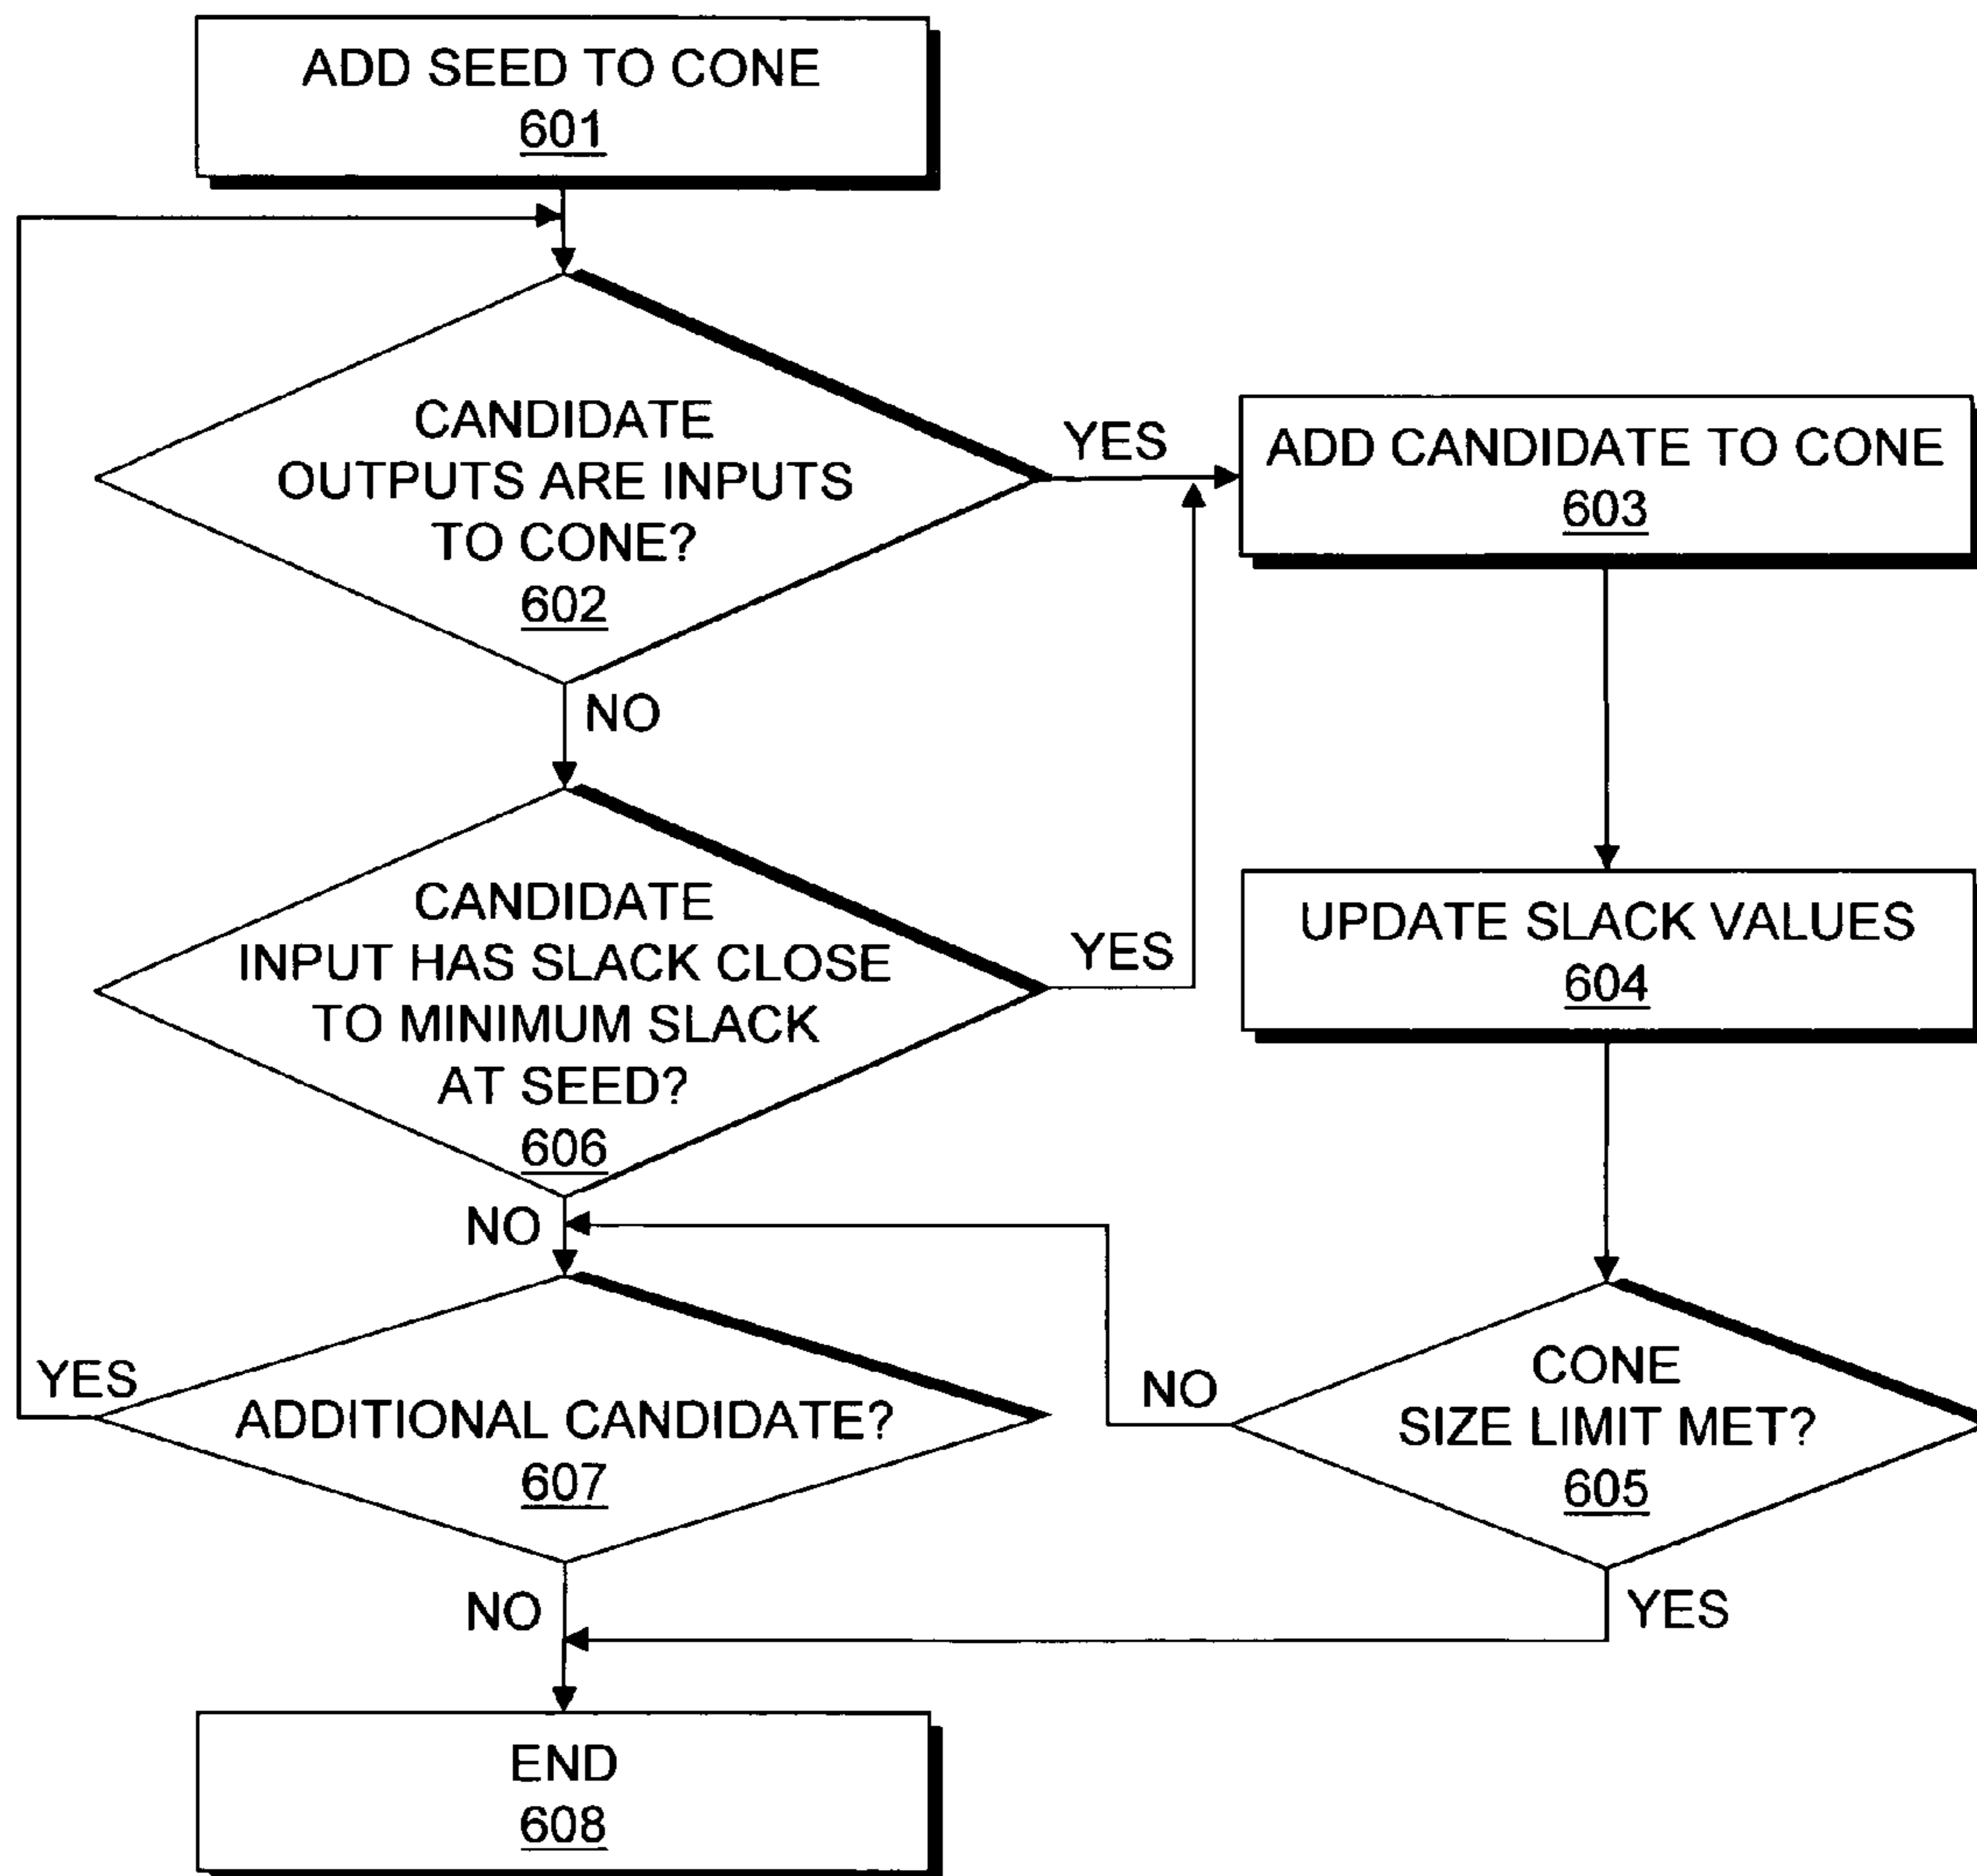 ADD SEED TO CONE
601
CANDIDATE
OUTPUTS ARE INPUTS
TO CONE?
602
YES
ADD CANDIDATE TO CONE
603
NO
CANDIDATE
INPUT HAS SLACK CLOSE
TO MINIMUM SLACK
AT SEED?
606
YES
UPDATE SLACK VALUES
604
NO
YES
ADDITIONAL CANDIDATE?
607
NO
CONE
SIZE LIMIT MET?
605
NO
YES
END
608